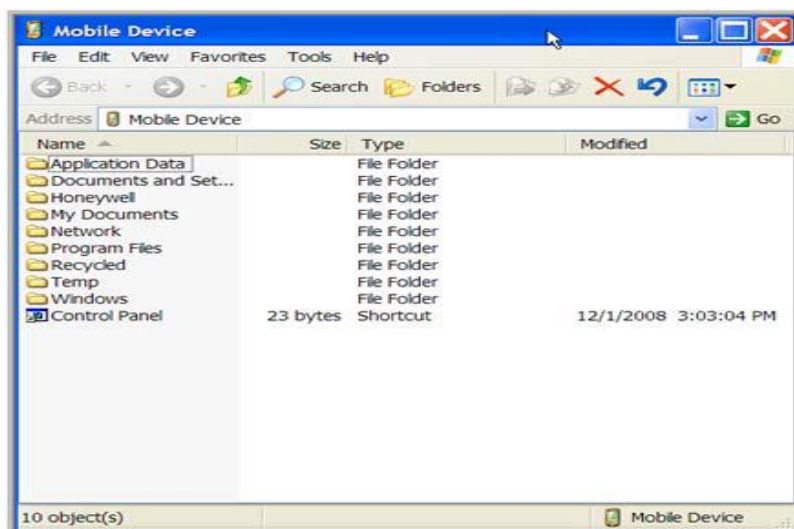 Mobile Device
File Edit View Favorites Tools Help
Back Search Folders
Address Mobile Device Go
Name Size Type Modified
Application Data File Folder
Documents and Set... File Folder
Honeywell File Folder
My Documents File Folder
Network File Folder
Program Files File Folder
Recycled File Folder
Temp File Folder
Windows File Folder
Control Panel 23 bytes Shortcut 12/1/2008 3:03:04 PM
10 object(s) Mobile Device